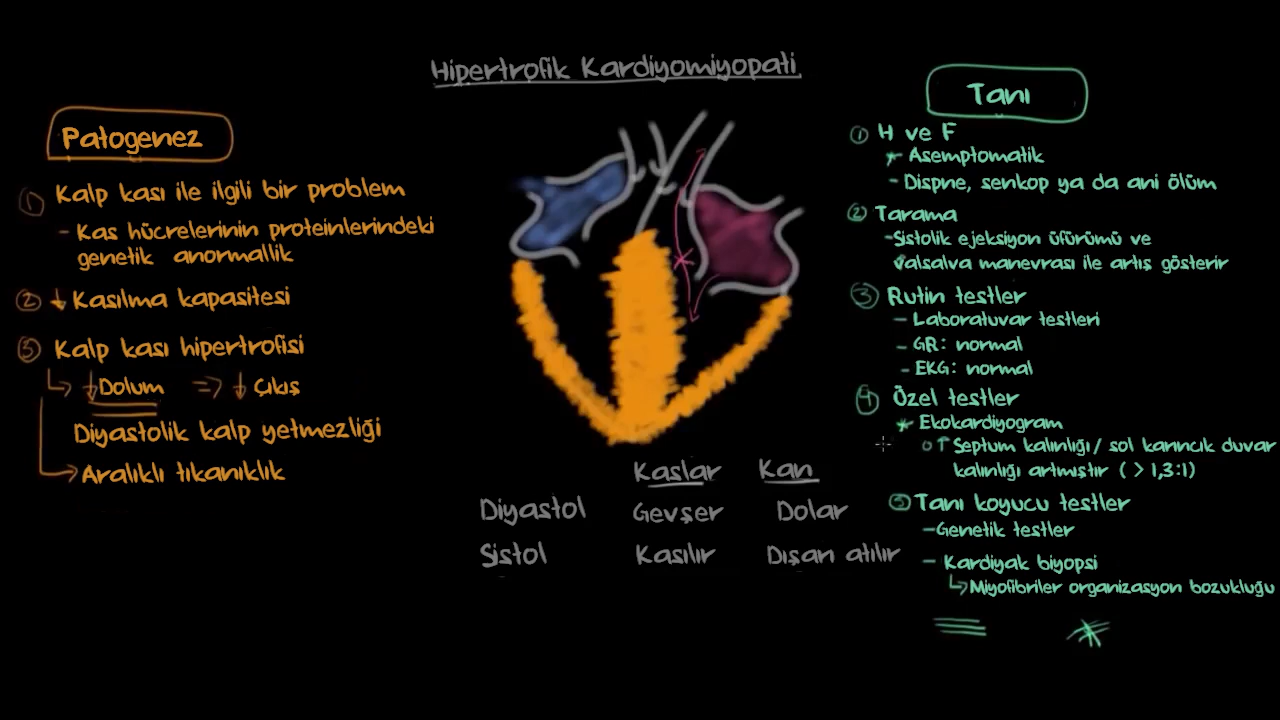 Hipertrofik Kardiyomiyopati
Patogenez
① Kalp kası ile ilgili bir problem
- Kas hücrelerinin proteinlerindeki
genetik anormallik
② ↓ Kasılma kapasitesi
③ Kalp kası hipertrofisi
↳ ↓Dolum => ↓ Çıkış
Diyastolik kalp yetmezliği
→ Aralıklı tıkanıklık
Kaslar Kan
Diyastol Gevşer Dolar
Sistol Kasılır Dışarı atılır
Tanı
① H ve F
* Asemptomatik
- Dispne, senkop ya da ani ölüm
② Tarama
-Sistolik ejeksiyon üfürümü ve
valsalva manevrası ile artış gösterir
③ Rutin testler
- Laboratuvar testleri
- GR: normal
- EKG: normal
④ Özel testler
* Ekokardiyogram
○ ↑ Septum kalınlığı/ sol karıncık duvar
kalınlığı artmıştır ( > 1,3:1)
⑤ Tanı koyucu testler
-Genetik testler
- Kardiyak biyopsi
↳ Miyofibriler organizasyon bozukluğu